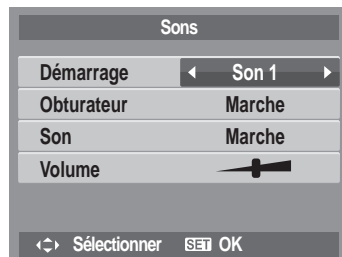 Sons
Démarrage Son 1
Obturateur Marche
Son Marche
Volume
Sélectionner SET OK